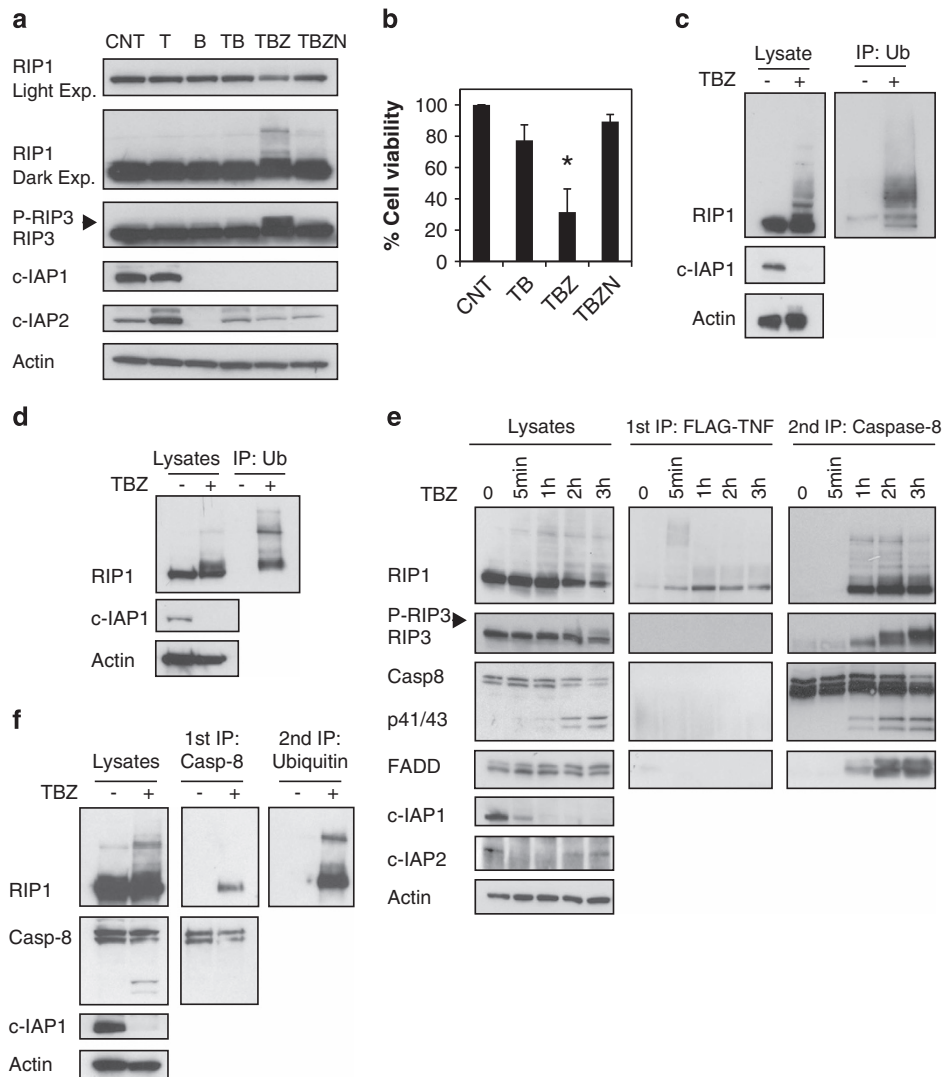 a
CNT T B TB TBZ TBZN
RIP1
Light Exp.
RIP1
Dark Exp.
P-RIP3
RIP3
c-IAP1
c-IAP2
Actin
b
% Cell viability
100
80
60
40
20
0
*
CNT
TB
TBZ
TBZN
c
Lysate IP: Ub
TBZ - + - +
RIP1
c-IAP1
Actin
d
Lysates IP: Ub
TBZ - + - +
RIP1
c-IAP1
Actin
e
Lysates 1st IP: FLAG-TNF 2nd IP: Caspase-8
TBZ 0 5min 1h 2h 3h 0 5min 1h 2h 3h 0 5min 1h 2h 3h
RIP1
P-RIP3
RIP3
Casp8
p41/43
FADD
c-IAP1
c-IAP2
Actin
f
Lysates 1st IP: Casp-8 2nd IP: Ubiquitin
TBZ - + - + - +
RIP1
Casp-8
c-IAP1
Actin